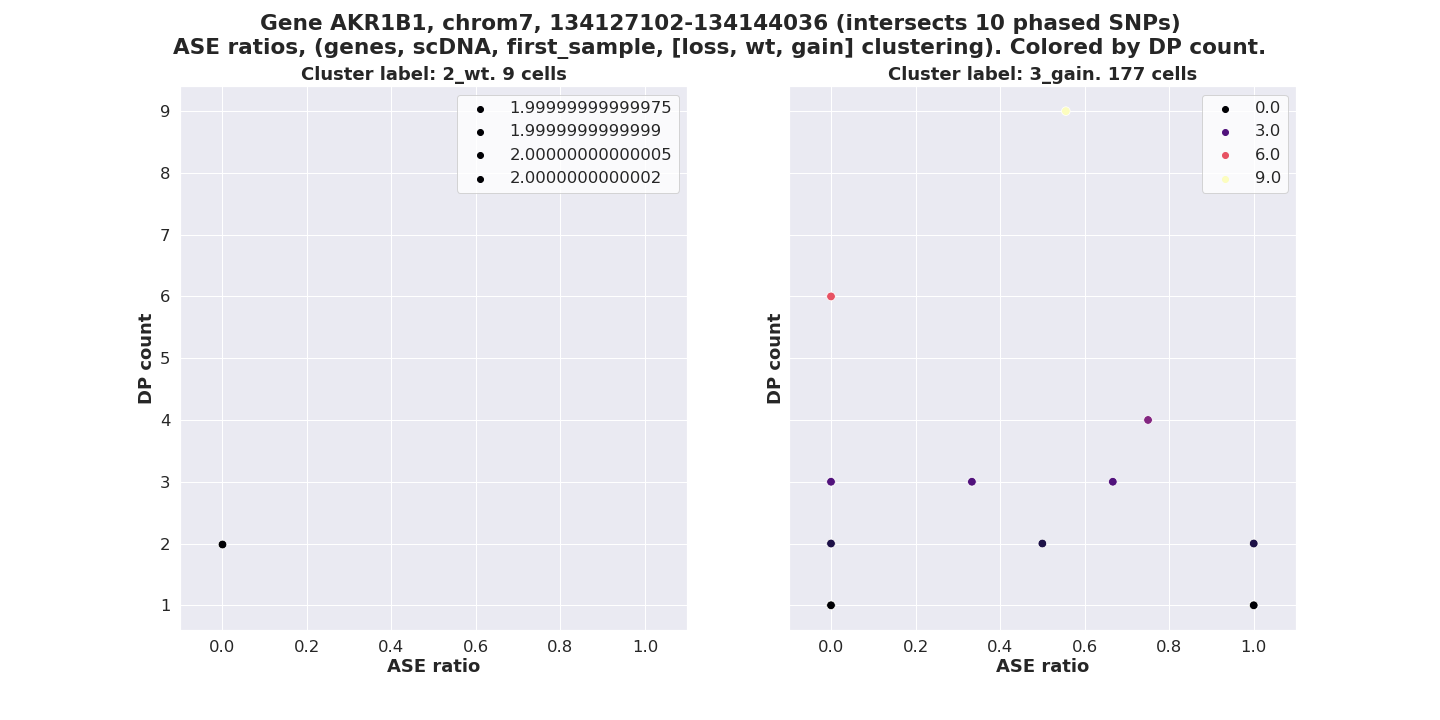 Gene AKR1B1, chrom7, 134127102-134144036 (intersects 10 phased SNPs)
ASE ratios, (genes, scDNA, first_sample, [loss, wt, gain] clustering). Colored by DP count.
Cluster label: 2_wt. 9 cells
1.99999999999975
1.9999999999999
2.00000000000005
2.0000000000002
9
8
7
6
5
4
3
2
1
DP count
0.0 0.2 0.4 0.6 0.8 1.0
ASE ratio
Cluster label: 3_gain. 177 cells
0.0
3.0
6.0
9.0
DP count
0.0 0.2 0.4 0.6 0.8 1.0
ASE ratio